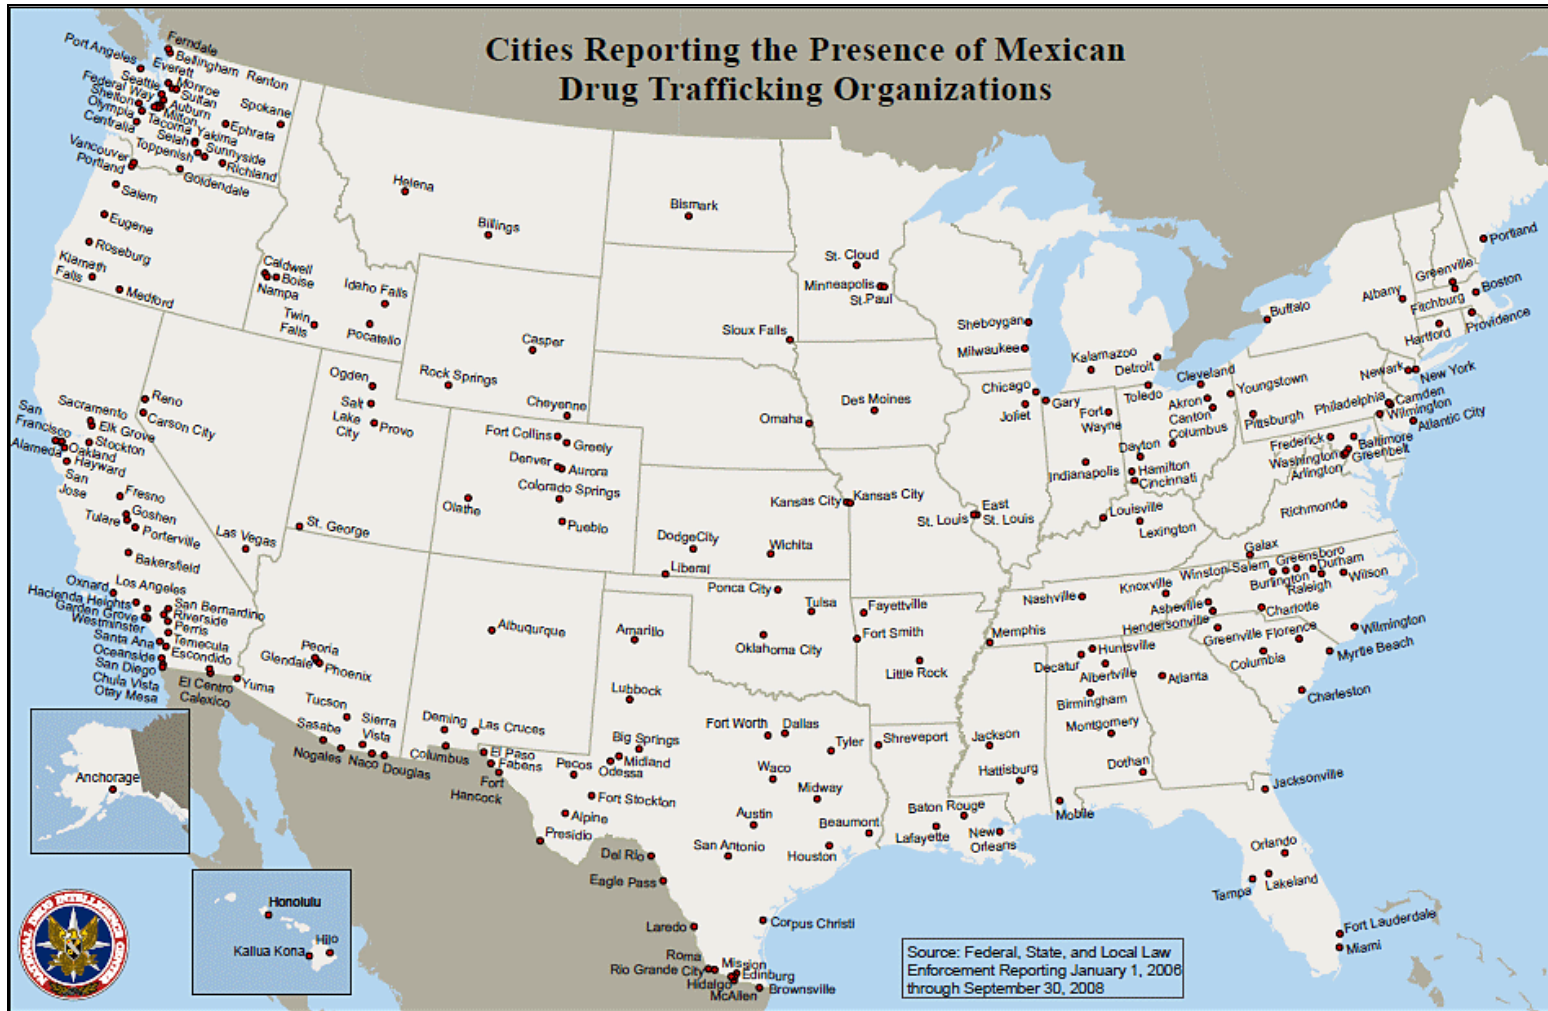 Cities Reporting the Presence of Mexican
Drug Trafficking Organizations
Ferndale
Port Angeles
Bellingham
Everett
Renton
Seattle
Monroe
Federal Way
Sultan
Spokane
Shelton
Auburn
Olympia
Milton
Ephrata
Centralia
Tacoma
Yakima
Selah
Sunnyside
Toppenish
Richland
Vancouver
Portland
Goldendale
Salem
Eugene
Roseburg
Klamath
Falls
Medford
Caldwell
Boise
Nampa
Twin
Falls
Idaho Falls
Pocatello
Helena
Billings
Bismark
St. Cloud
Minneapolis
St.Paul
Sioux Falls
Casper
Rock Springs
Cheyenne
Ogden
Salt
Lake
City
Provo
St. George
Reno
Carson City
Las Vegas
Sacramento
Elk Grove
San
Francisco
Stockton
Oakland
Alameda
Hayward
San
Jose
Fresno
Goshen
Tulare
Porterville
Bakersfield
Oxnard
Los Angeles
Hacienda Heights
San Bernardino
Garden Grove
Riverside
Westminster
Perris
Santa Ana
Temecula
Oceanside
Escondido
San Diego
Chula Vista
Otay Mesa
El Centro
Calexico
Yuma
Peoria
Glendale
Phoenix
Tucson
Sasabe
Sierra
Vista
Nogales
Naco
Douglas
Fort Collins
Greely
Denver
Aurora
Colorado Springs
Olathe
Pueblo
Albuqurque
Deming
Las Cruces
Columbus
El Paso
Fabens
Fort
Hancock
Pecos
Amarillo
Lubbock
Big Springs
Midland
Odessa
Fort Stockton
Alpine
Presidio
Del Rio
Eagle Pass
Laredo
Roma
Rio Grande City
Mission
Edinburg
Hidalgo
McAllen
Brownsville
Corpus Christi
San Antonio
Austin
Waco
Fort Worth
Dallas
Tyler
Midway
Beaumont
Houston
Omaha
Des Moines
Kansas City
Kansas City
DodgeCity
Wichita
Liberal
Ponca City
Tulsa
Oklahoma City
Fayettville
Fort Smith
Little Rock
Shreveport
Baton Rouge
Lafayette
New
Orleans
Jackson
Hattisburg
Memphis
Nashville
Knoxville
St. Louis
East
St. Louis
Sheboygan
Milwaukee
Chicago
Joliet
Gary
Fort
Wayne
Indianapolis
Kalamazoo
Detroit
Toledo
Cleveland
Youngstown
Akron
Canton
Columbus
Dayton
Hamilton
Cincinnati
Louisville
Lexington
Huntsville
Decatur
Albertville
Birmingham
Montgomery
Dothan
Mobile
Atlanta
Jacksonville
Orlando
Tampa
Lakeland
Fort Lauderdale
Miami
Galax
Winston-Salem
Greensboro
Durham
Burlington
Raleigh
Wilson
Asheville
Charlotte
Hendersonville
Wilmington
Greenville
Florence
Columbia
Myrtle Beach
Charleston
Richmond
Frederick
Baltimore
Washington
Greenbelt
Arlington
Pittsburgh
Philadelphia
Camden
Wilmington
Atlantic City
Newark
New York
Buffalo
Albany
Greenville
Fitchburg
Boston
Hartford
Providence
Portland
Anchorage
Honolulu
Kailua Kona
Hilo
Source: Federal, State, and Local Law
Enforcement Reporting January 1, 2006
through September 30, 2008